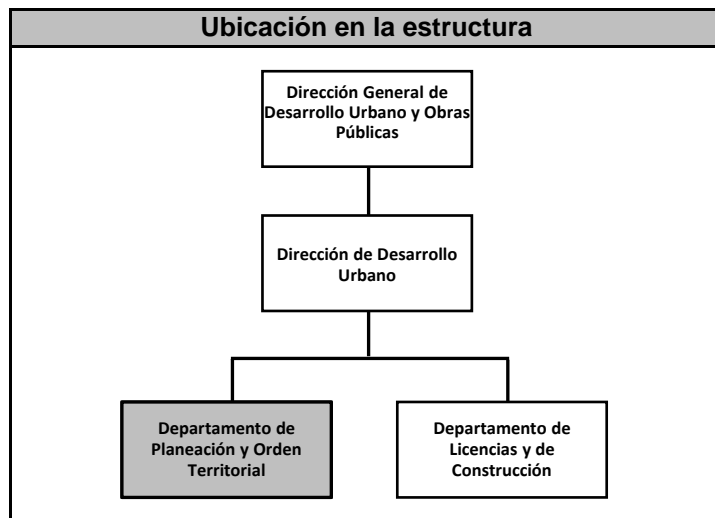 Ubicación en la estructura
Dirección General de
Desarrollo Urbano y Obras
Públicas
Dirección de Desarrollo
Urbano
Departamento de
Planeación y Orden
Territorial
Departamento de
Licencias y de
Construcción